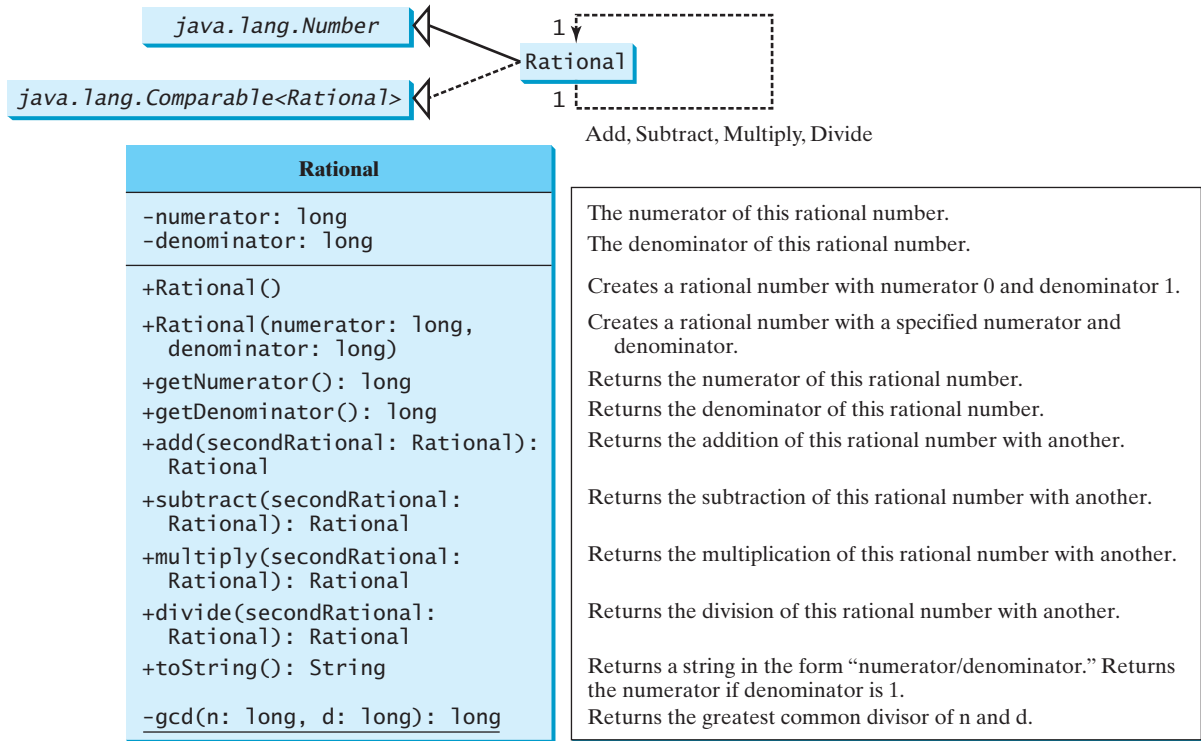 java.lang.Number
1
Rational
java.lang.Comparable<Rational>
1
Add, Subtract, Multiply, Divide
Rational
-numerator: long
The numerator of this rational number.
-denominator: long
The denominator of this rational number.
+Rational()
Creates a rational number with numerator 0 and denominator 1.
+Rational(numerator: long,
denominator: long)
Creates a rational number with a specified numerator and
denominator.
+getNumerator(): long
Returns the numerator of this rational number.
+getDenominator(): long
Returns the denominator of this rational number.
+add(secondRational: Rational):
Rational
Returns the addition of this rational number with another.
+subtract(secondRational:
Rational): Rational
Returns the subtraction of this rational number with another.
+multiply(secondRational:
Rational): Rational
Returns the multiplication of this rational number with another.
+divide(secondRational:
Rational): Rational
Returns the division of this rational number with another.
+toString(): String
Returns a string in the form “numerator/denominator.” Returns
the numerator if denominator is 1.
-gcd(n: long, d: long): long
Returns the greatest common divisor of n and d.